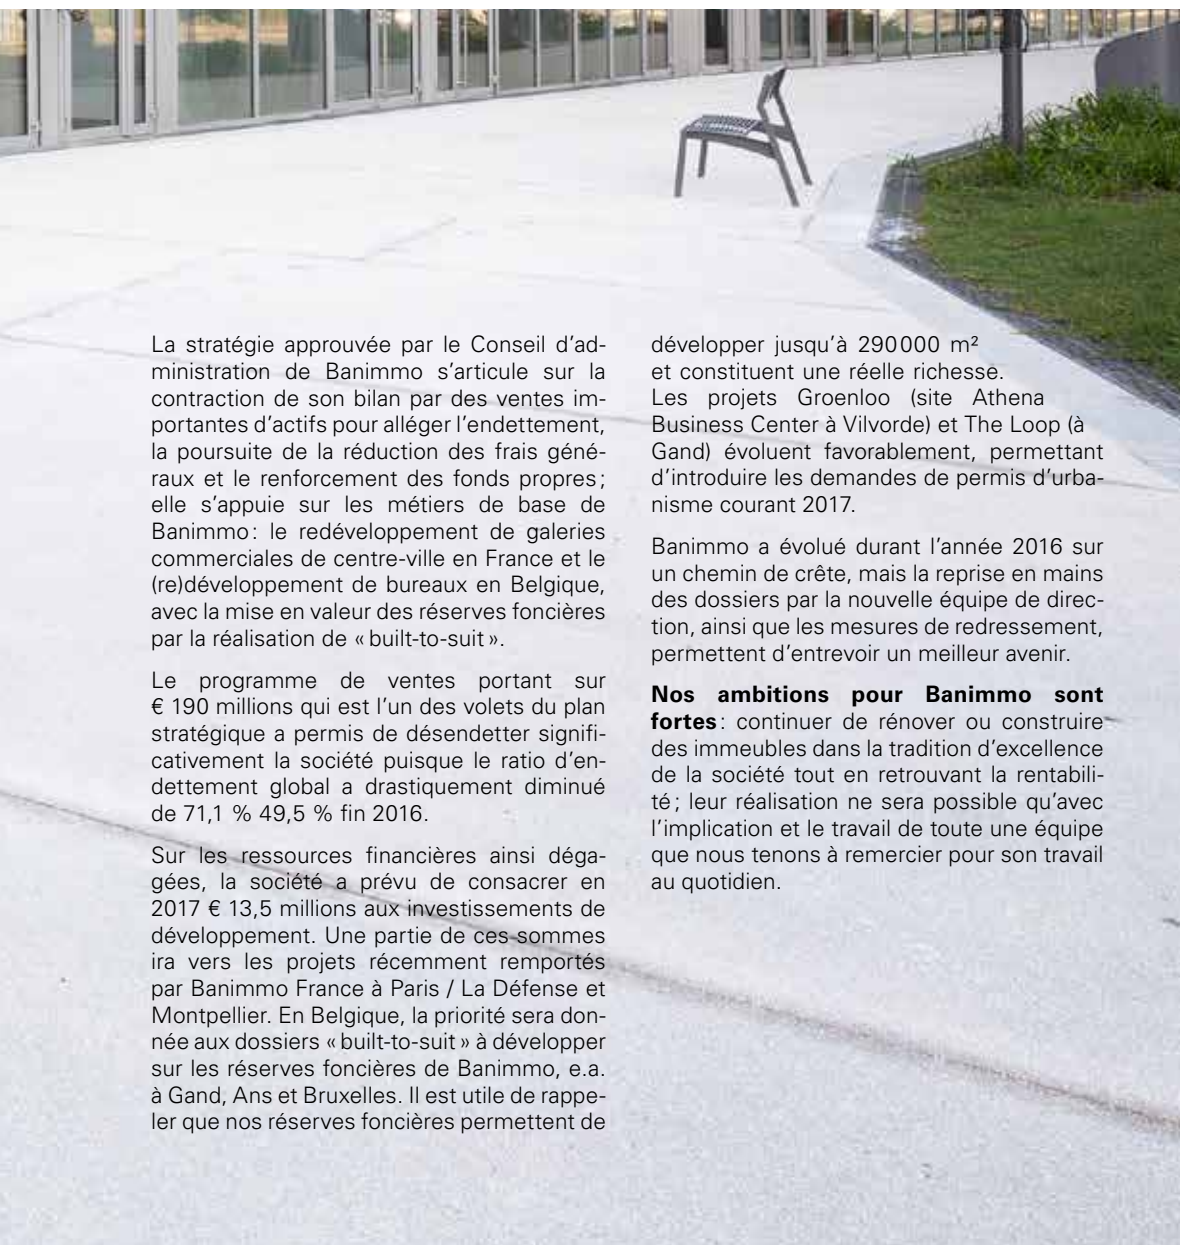 La stratégie approuvée par le Conseil d'ad-
ministration de Banimmo s'articule sur la
contraction de son bilan par des ventes im-
portantes d'actifs pour alléger l'endettement,
la poursuite de la réduction des frais géné-
raux et le renforcement des fonds propres ;
elle s'appuie sur les métiers de base de
Banimmo : le redéveloppement de galeries
commerciales de centre-ville en France et le
(re)développement de bureaux en Belgique,
avec la mise en valeur des réserves foncières
par la réalisation de « built-to-suit ».
Le programme de ventes portant sur
€ 190 millions qui est l'un des volets du plan
stratégique a permis de désendetter signifi-
cativement la société puisque le ratio d'en-
dettement global a drastiquement diminué
de 71,1 % 49,5 % fin 2016.
Sur les ressources financières ainsi déga-
gées, la société a prévu de consacrer en
2017 € 13,5 millions aux investissements de
développement. Une partie de ces sommes
ira vers les projets récemment remportés
par Banimmo France à Paris / La Défense et
Montpellier. En Belgique, la priorité sera don-
née aux dossiers « built-to-suit » à développer
sur les réserves foncières de Banimmo, e.a.
à Gand, Ans et Bruxelles. Il est utile de rappe-
ler que nos réserves foncières permettent de
développer jusqu'à 290 000 m²
et constituent une réelle richesse.
Les projets Groenloo (site Athena
Business Center à Vilvorde) et The Loop (à
Gand) évoluent favorablement, permettant
d'introduire les demandes de permis d'urba-
nisme courant 2017.
Banimmo a évolué durant l'année 2016 sur
un chemin de crête, mais la reprise en mains
des dossiers par la nouvelle équipe de direc-
tion, ainsi que les mesures de redressement,
permettent d'entrevoir un meilleur avenir.
Nos ambitions pour Banimmo sont
fortes : continuer de rénover ou construire
des immeubles dans la tradition d'excellence
de la société tout en retrouvant la rentabili-
té ; leur réalisation ne sera possible qu'avec
l'implication et le travail de toute une équipe
que nous tenons à remercier pour son travail
au quotidien.